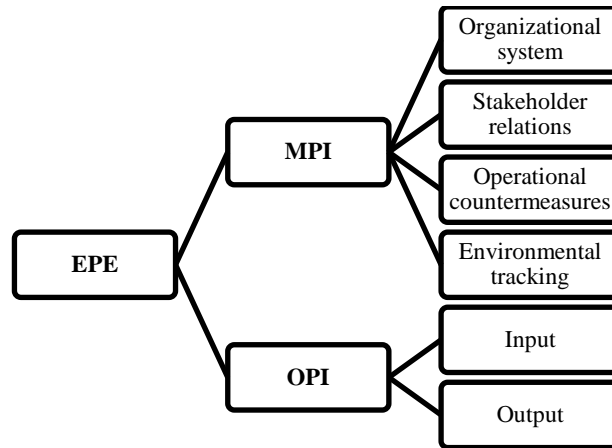 Organizational
system
Stakeholder
relations
MPI
Operational
countermeasures
EPE
Environmental
tracking
Input
OPI
Output